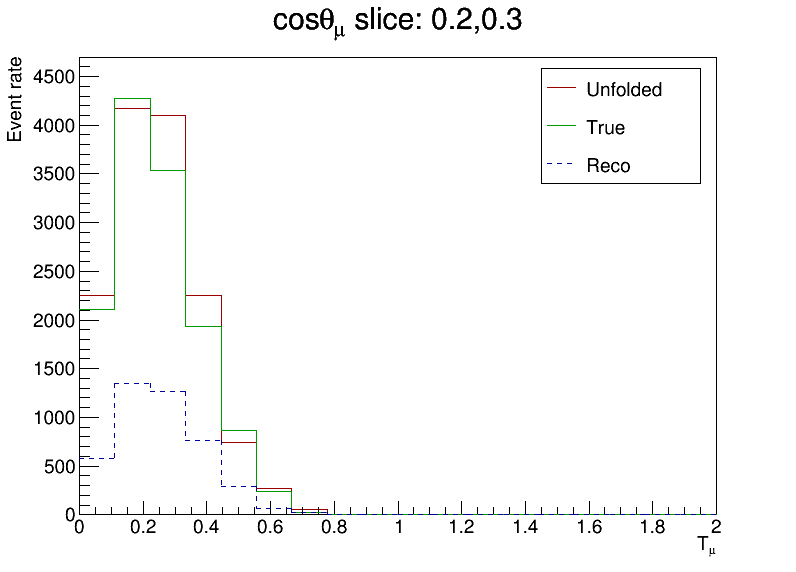 cosθμ slice: 0.2,0.3
Event rate
4500
4000
3500
3000
2500
2000
1500
1000
500
0
Unfolded
True
Reco
0 0.2 0.4 0.6 0.8 1 1.2 1.4 1.6 1.8 2
Tμ